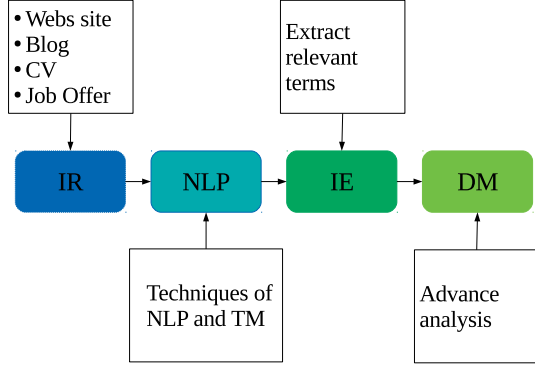 • Webs site
• Blog
• CV
• Job Offer
Extract
relevant
terms
IR
NLP
IE
DM
Techniques of
NLP and TM
Advance
analysis